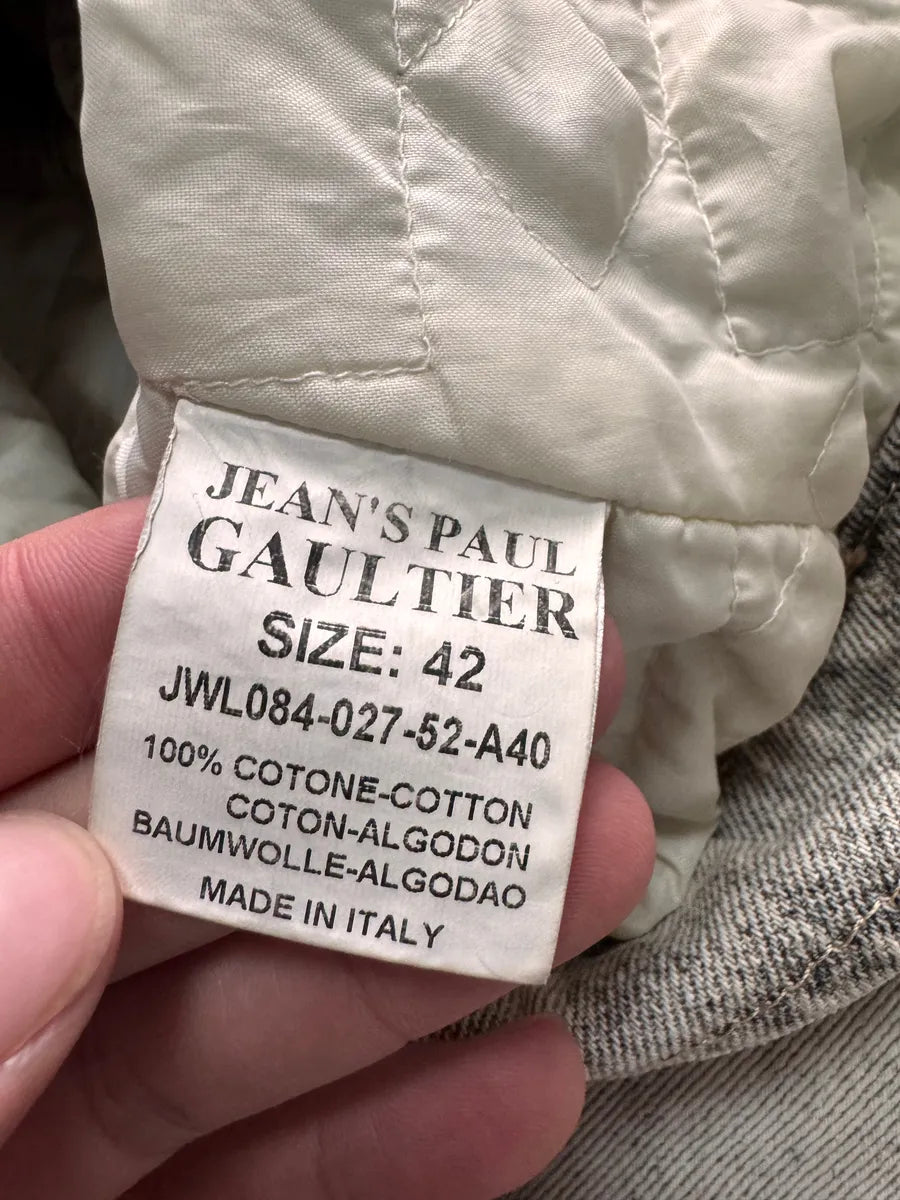 JEAN'S PAUL
GAULTIER
SIZE: 42
JWL084-027-52-A40
100% COTONE-COTTON
COTON-ALGODON
BAUMWOLLE-ALGODAO
MADE IN ITALY